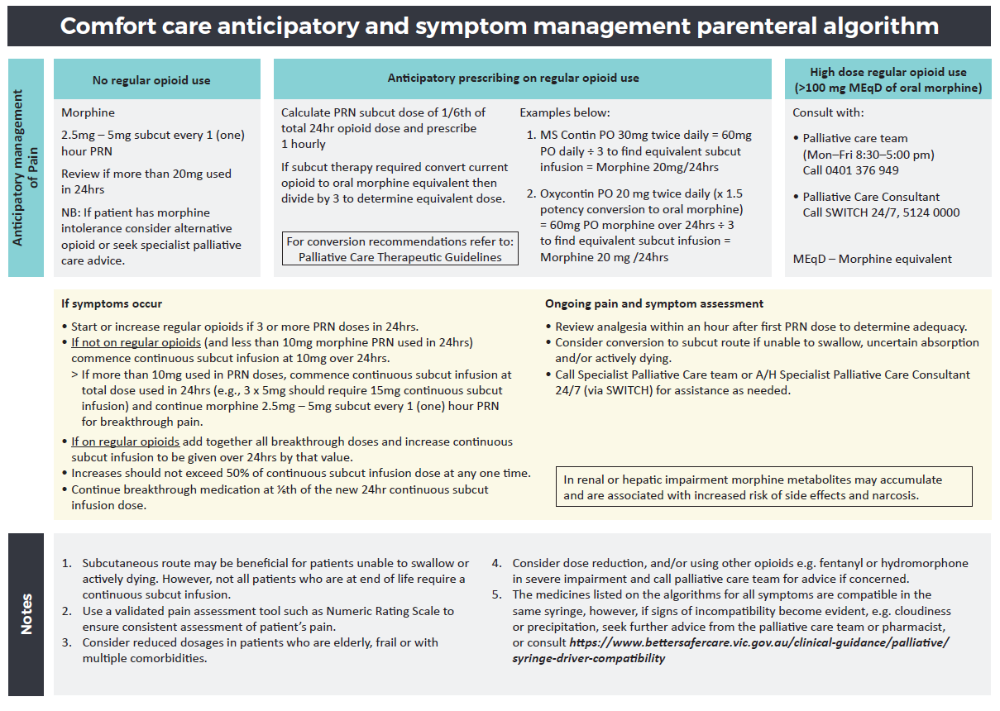 Comfort care anticipatory and symptom management parenteral algorithm
Anticipatory management
of Pain
No regular opioid use
Morphine
2.5mg – 5mg subcut every 1 (one)
hour PRN
Review if more than 20mg used
in 24hrs
NB: If patient has morphine
intolerance consider alternative
opioid or seek specialist palliative
care advice.
Anticipatory prescribing on regular opioid use
Calculate PRN subcut dose of 1/6th of
total 24hr opioid dose and prescribe
1 hourly
If subcut therapy required convert current
opioid to oral morphine equivalent then
divide by 3 to determine equivalent dose.
For conversion recommendations refer to:
Palliative Care Therapeutic Guidelines
Examples below:
1. MS Contin PO 30mg twice daily = 60mg
PO daily ÷ 3 to find equivalent subcut
infusion = Morphine 20mg/24hrs
2. Oxycontin PO 20 mg twice daily (x 1.5
potency conversion to oral morphine)
= 60mg PO morphine over 24hrs ÷ 3
to find equivalent subcut infusion =
Morphine 20 mg /24hrs
High dose regular opioid use
(>100 mg MEqD of oral morphine)
Consult with:
• Palliative care team
(Mon–Fri 8:30–5:00 pm)
Call 0401 376 949
• Palliative Care Consultant
Call SWITCH 24/7, 5124 0000
MEqD – Morphine equivalent
If symptoms occur
• Start or increase regular opioids if 3 or more PRN doses in 24hrs.
• If not on regular opioids (and less than 10mg morphine PRN used in 24hrs)
commence continuous subcut infusion at 10mg over 24hrs.
> If more than 10mg used in PRN doses, commence continuous subcut infusion at
total dose used in 24hrs (e.g., 3 x 5mg should require 15mg continuous subcut
infusion) and continue morphine 2.5mg – 5mg subcut every 1 (one) hour PRN
for breakthrough pain.
• If on regular opioids add together all breakthrough doses and increase continuous
subcut infusion to be given over 24hrs by that value.
• Increases should not exceed 50% of continuous subcut infusion dose at any one time.
• Continue breakthrough medication at ⅙th of the new 24hr continuous subcut
infusion dose.
Ongoing pain and symptom assessment
• Review analgesia within an hour after first PRN dose to determine adequacy.
• Consider conversion to subcut route if unable to swallow, uncertain absorption
and/or actively dying.
• Call Specialist Palliative Care team or A/H Specialist Palliative Care Consultant
24/7 (via SWITCH) for assistance as needed.
In renal or hepatic impairment morphine metabolites may accumulate
and are associated with increased risk of side effects and narcosis.
Notes
1. Subcutaneous route may be beneficial for patients unable to swallow or
actively dying. However, not all patients who are at end of life require a
continuous subcut infusion.
2. Use a validated pain assessment tool such as Numeric Rating Scale to
ensure consistent assessment of patient's pain.
3. Consider reduced dosages in patients who are elderly, frail or with
multiple comorbidities.
4. Consider dose reduction, and/or using other opioids e.g. fentanyl or hydromorphone
in severe impairment and call palliative care team for advice if concerned.
5. The medicines listed on the algorithms for all symptoms are compatible in the
same syringe, however, if signs of incompatibility become evident, e.g. cloudiness
or precipitation, seek further advice from the palliative care team or pharmacist,
or consult https://www.bettersafercare.vic.gov.au/clinical-guidance/palliative/
syringe-driver-compatibility